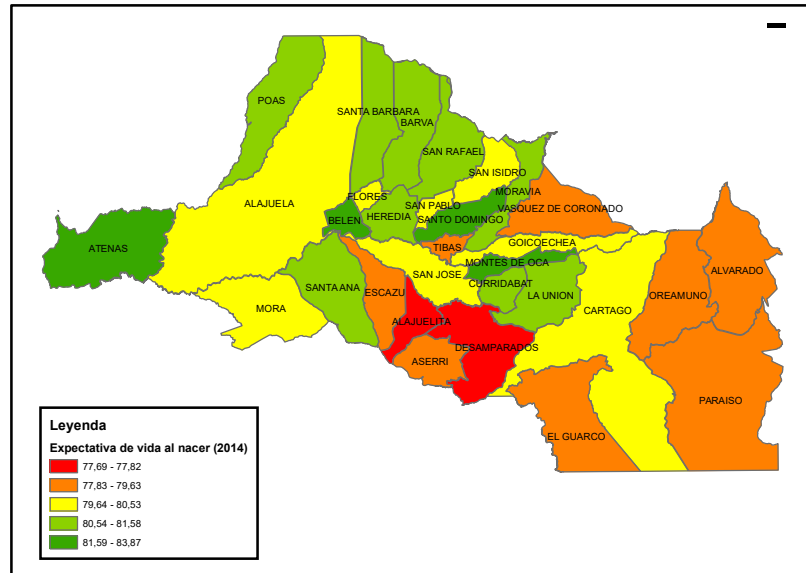 POAS
SANTA BARBARA
BARVA
SAN RAFAEL
SAN ISIDRO
MORAVIA
ALAJUELA
FLORES
SAN PABLO
VASQUEZ DE CORONADO
BELEN
HEREDIA
SANTO DOMINGO
ATENAS
TIBAS
GOICOECHEA
MONTES DE OCA
SAN JOSE
CURRIDABAT
SANTA ANA
ESCAZU
LA UNION
OREAMUNO
ALVARADO
MORA
CARTAGO
ALAJUELITA
DESAMPARADOS
ASERRI
PARAISO
EL GUARCO
Leyenda
Expectativa de vida al nacer (2014)
77,69 - 77,82
77,83 - 79,63
79,64 - 80,53
80,54 - 81,58
81,59 - 83,87